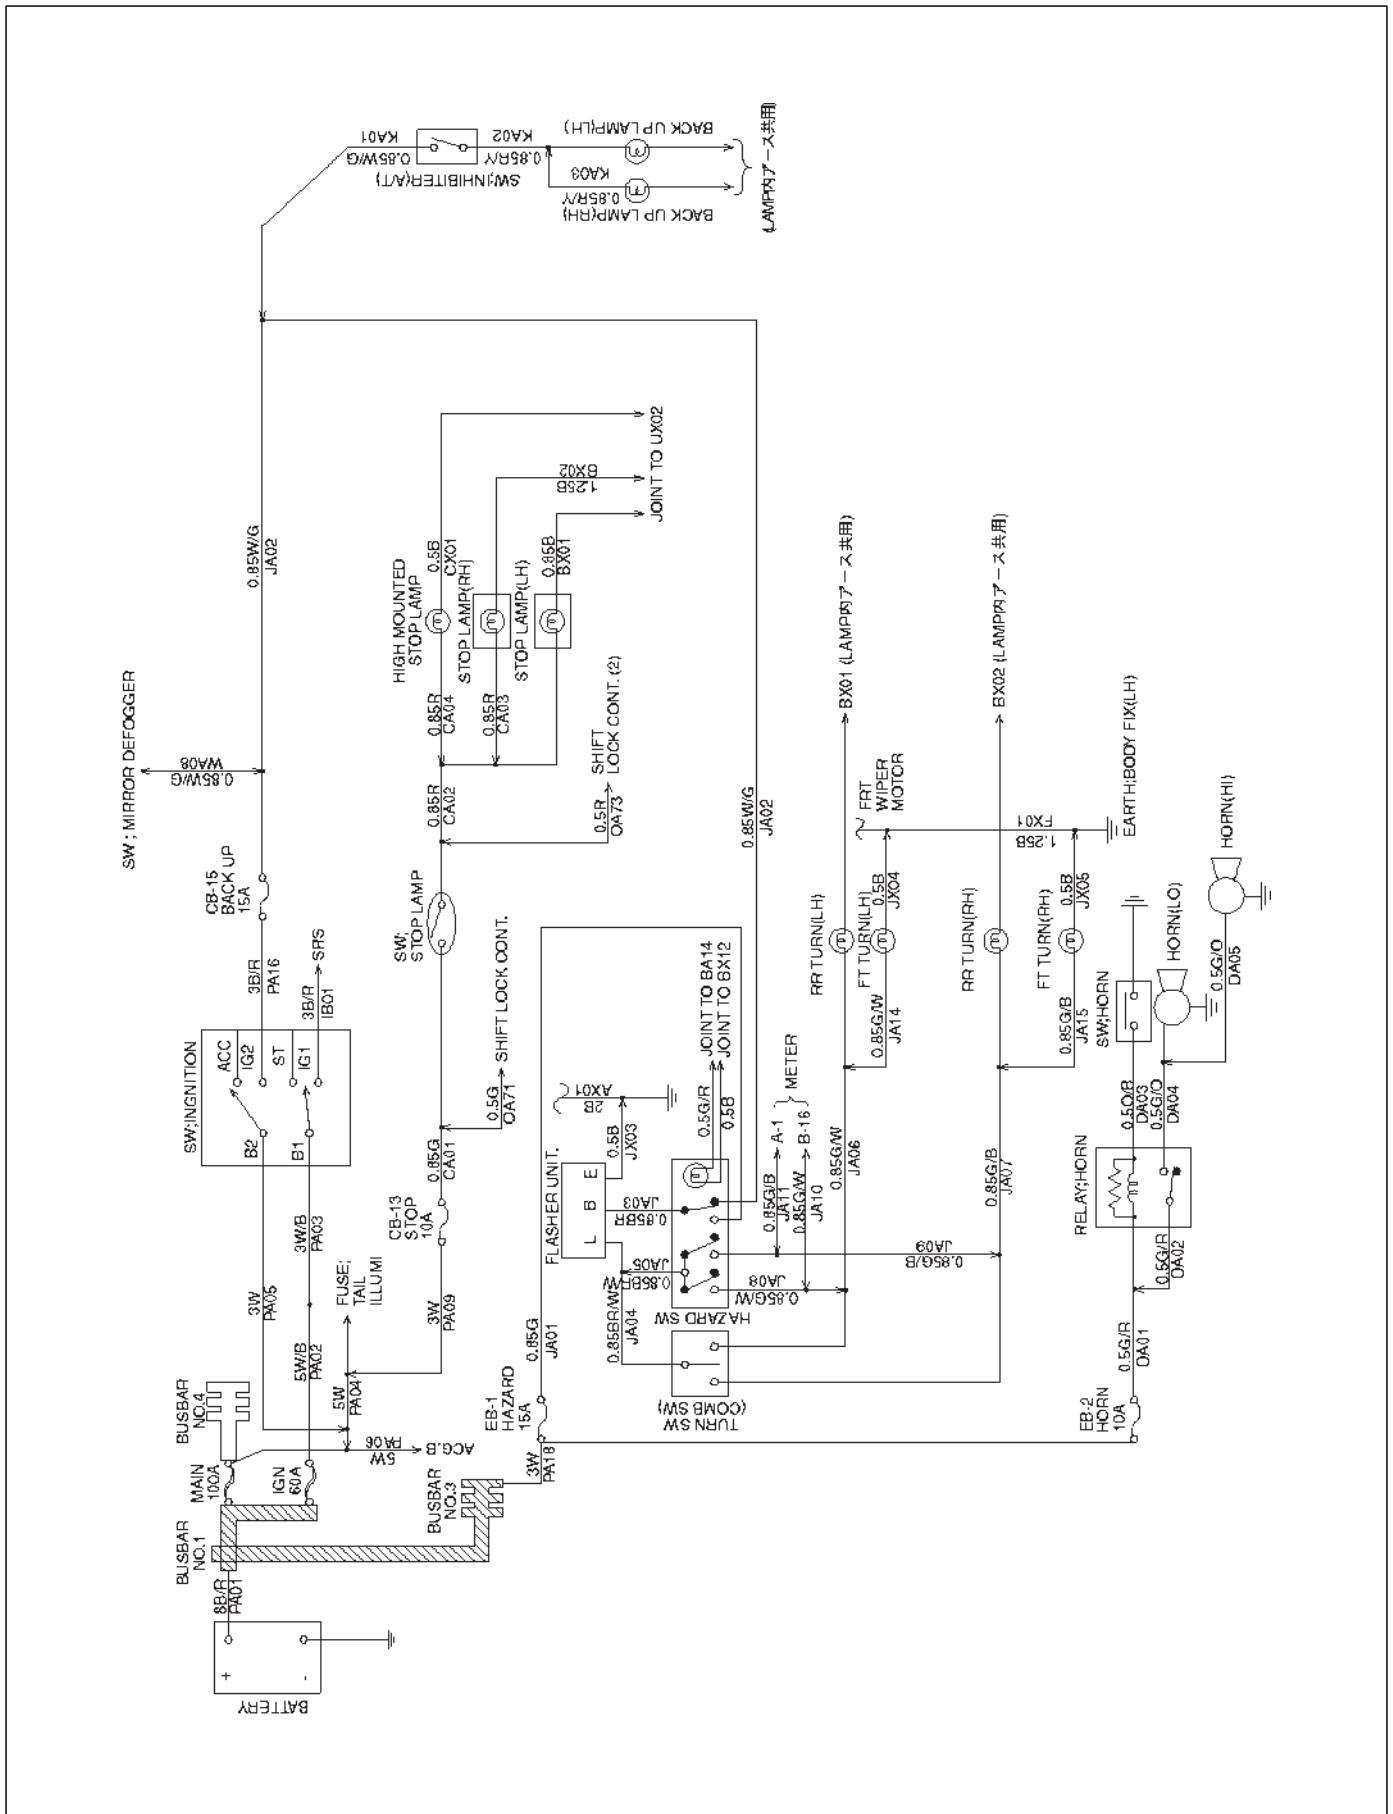 BATTERY
+
-
8B/R
PA01
BUSBAR
NO.1
MAIN
100A
IGN
60A
BUSBAR
NO.4
BUSBAR
NO.3
5W
PA06
ACG.B
5W
PA04
FUSE;
TAIL
ILLUMI
5W/B
PA02
3W
PA05
3W/B
PA03
SW;INGNITION
B2
B1
ACC
IG2
ST
IG1
3B/R
PA16
3B/R
IB01
SRS
CB-15
BACK UP
15A
SW ; MIRROR DEFOGGER
0.85W/G
WA08
0.85W/G
JA02
0.85W/G
KA01
SW;INHIBITER(A/T)
0.85R/Y
KA02
0.85R/Y
KA03
BACK UP LAMP(LH)
BACK UP LAMP(RH)
(LAMP内アース共用)
3W
PA09
CB-13
STOP
10A
0.85G
CA01
0.5G
OA71
SHIFT LOCK CONT.
SW;
STOP LAMP
0.85R
CA02
0.5R
OA73
SHIFT
LOCK CONT. (2)
0.85R
CA04
0.85R
CA03
HIGH MOUNTED
STOP LAMP
STOP LAMP(RH)
STOP LAMP(LH)
0.5B
CX01
0.85B
BX01
1.25B
BX02
JOINT TO UX02
3W
PA18
EB-1
HAZARD
15A
0.85G
JA01
FLASHER UNIT.
L
B
E
0.5B
JX03
2B
AX01
0.85BR
JA03
0.85BR/W
JA05
0.85BR/W
JA04
HAZARD SW
TURN SW
(COMB SW)
0.5G/R
JOINT TO BA14
0.5B
JOINT TO BX12
0.85W/G
JA02
0.85G/B
JA11
A-1
0.85G/W
JA10
B-16
METER
0.85G/W
JA08
0.85G/B
JA09
0.85G/W
JA06
0.85G/B
JA07
0.85G/W
JA14
RR TURN(LH)
FT TURN(LH)
0.5B
JX04
FRT
WIPER
MOTOR
BX01 (LAMP内アース共用)
0.85G/B
JA15
RR TURN(RH)
FT TURN(RH)
0.5B
JX05
1.25B
FX01
BX02 (LAMP内アース共用)
EARTH;BODY FIX(LH)
EB-2
HORN
10A
0.5G/R
DA01
0.5G/R
DA02
RELAY;HORN
SW;HORN
DA03
0.5G/O
DA04
HORN(LO)
0.5G/O
DA05
HORN(HI)